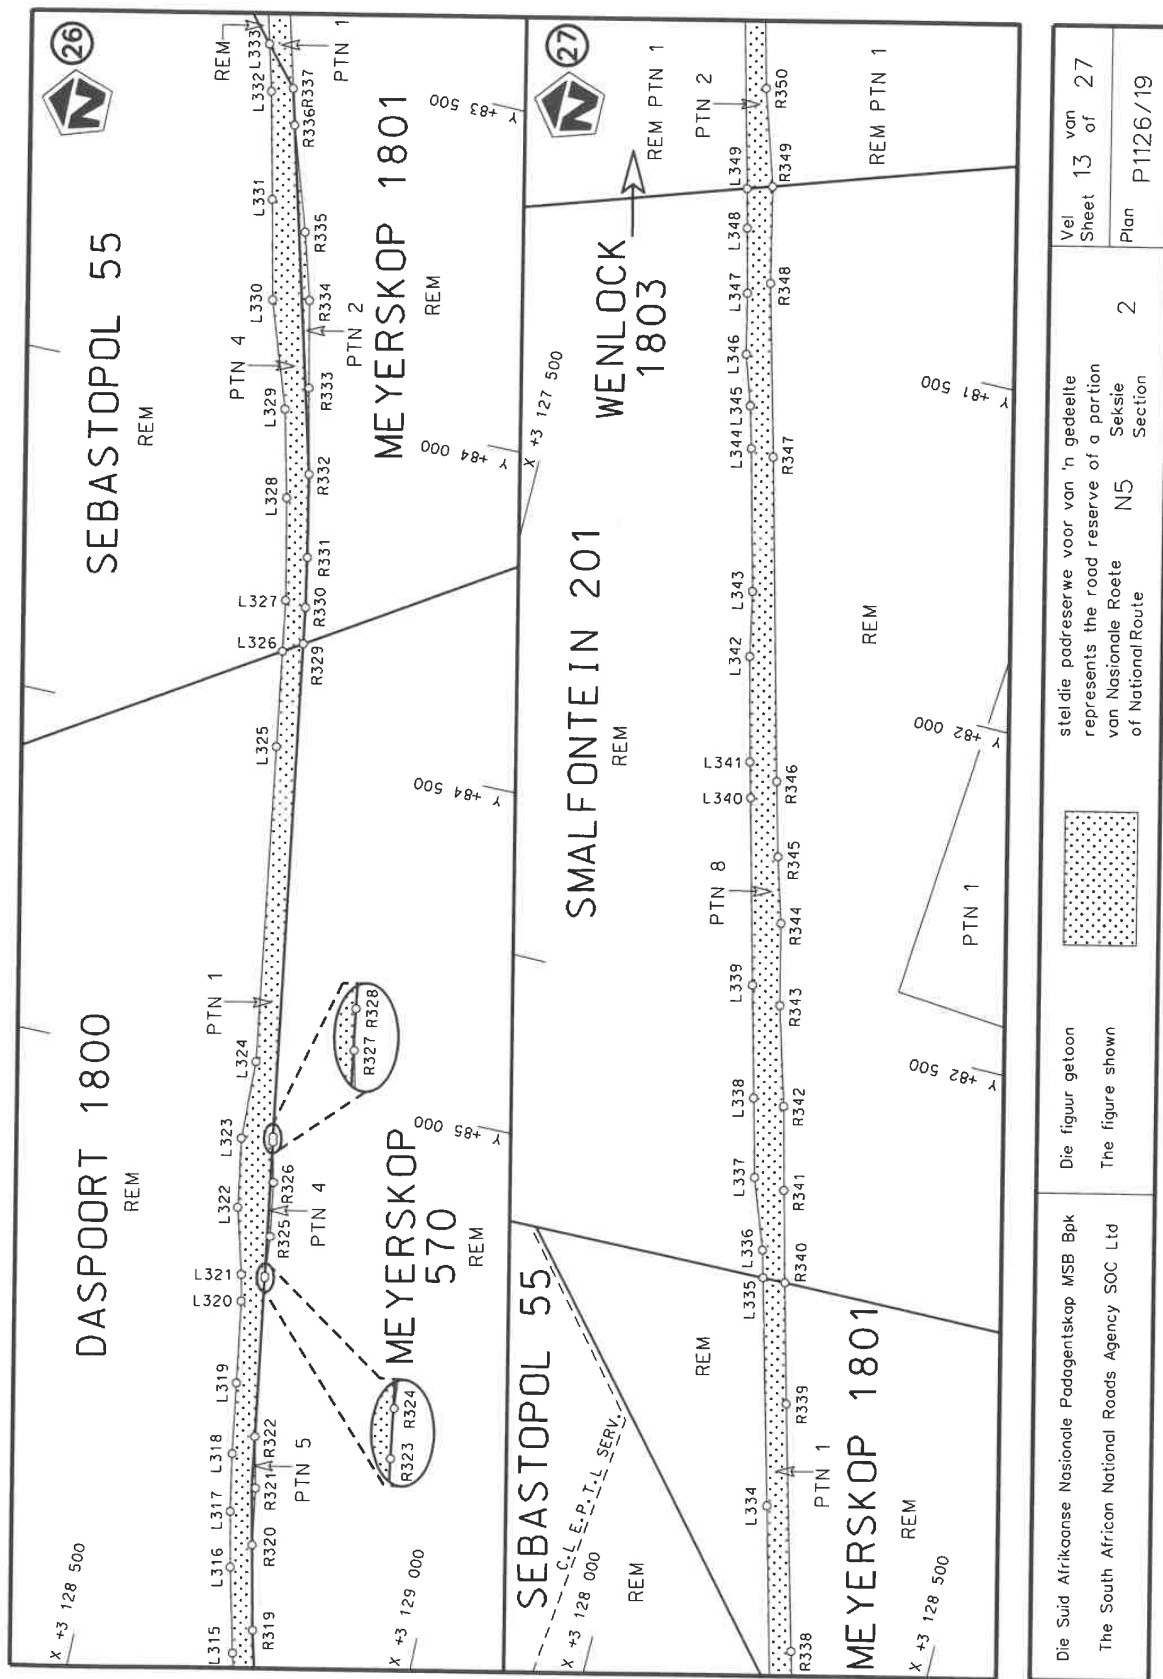 26
N
SEBASTOPOL 55
REM
DASPOORT 1800
REM
REM
PTN 1
PTN 4
PTN 2
PTN 1
PTN 4
PTN 5
MEYERSKOP 1801
REM
MEYERSKOP
570
REM
L315
L316
L317
L318
L319
L320
L321
L322
L323
L324
L325
L326
L327
L328
L329
L330
L331
L332
L333
R319
R320
R321
R322
R323
R324
R325
R326
R327
R328
R329
R330
R331
R332
R333
R334
R335
R336
R337
X +3 128 500
X +3 129 000
Y +85 000
Y +84 500
Y +84 000
Y +83 500
27
N
SEBASTOPOL 55
REM
C.L.E.P.T.L SERV.
SMALFONTEIN 201
REM
WENLOCK
1803
REM PTN 1
PTN 2
REM PTN 1
PTN 8
REM
PTN 1
REM
PTN 1
MEYERSKOP 1801
REM
L334
L335
L336
L337
L338
L339
L340
L341
L342
L343
L344
L345
L346
L347
L348
L349
R338
R339
R340
R341
R342
R343
R344
R345
R346
R347
R348
R349
R350
X +3 127 500
X +3 128 000
X +3 128 500
Y +82 500
Y +82 000
Y +81 500
Die Suid Afrikaanse Nasionale Padagentskap MSB Bpk
The South African National Roads Agency SOC Ltd
Die figuur getoon
The figure shown
stel die padreserwe voor van 'n gedeelte
represents the road reserve of a portion
van Nasionale Roete N5 Seksie 2
of National Route Section
Vel van
Sheet 13 of 27
Plan P1126/19